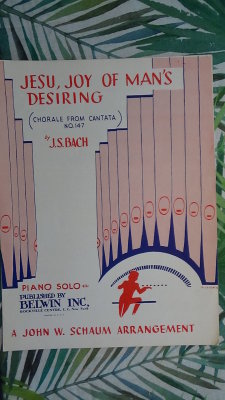 JESU, JOY OF MAN'S
DESIRING
(CHORALE FROM CANTATA
NO. 147)
by J.S. BACH
PIANO SOLO
PUBLISHED BY
BELWIN INC.
ROCKVILLE CENTRE, L. I., New York
A JOHN W. SCHAUM ARRANGEMENT